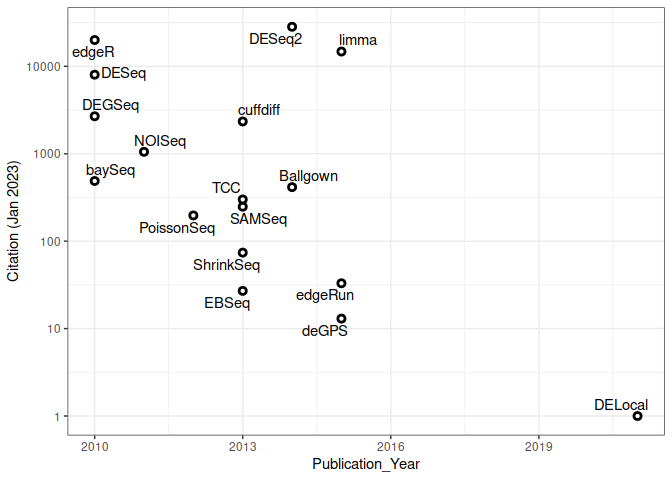 DESeq2
limma
edgeR
10000
DESeq
DEGSeq
cuffdiff
NOISeq
1000
baySeq
Ballgown
TCC
SAMSeq
PoissonSeq
100
ShrinkSeq
edgeRun
EBSeq
10
deGPS
DELocal
1
Citation (Jan 2023)
2010
2013
2016
2019
Publication_Year